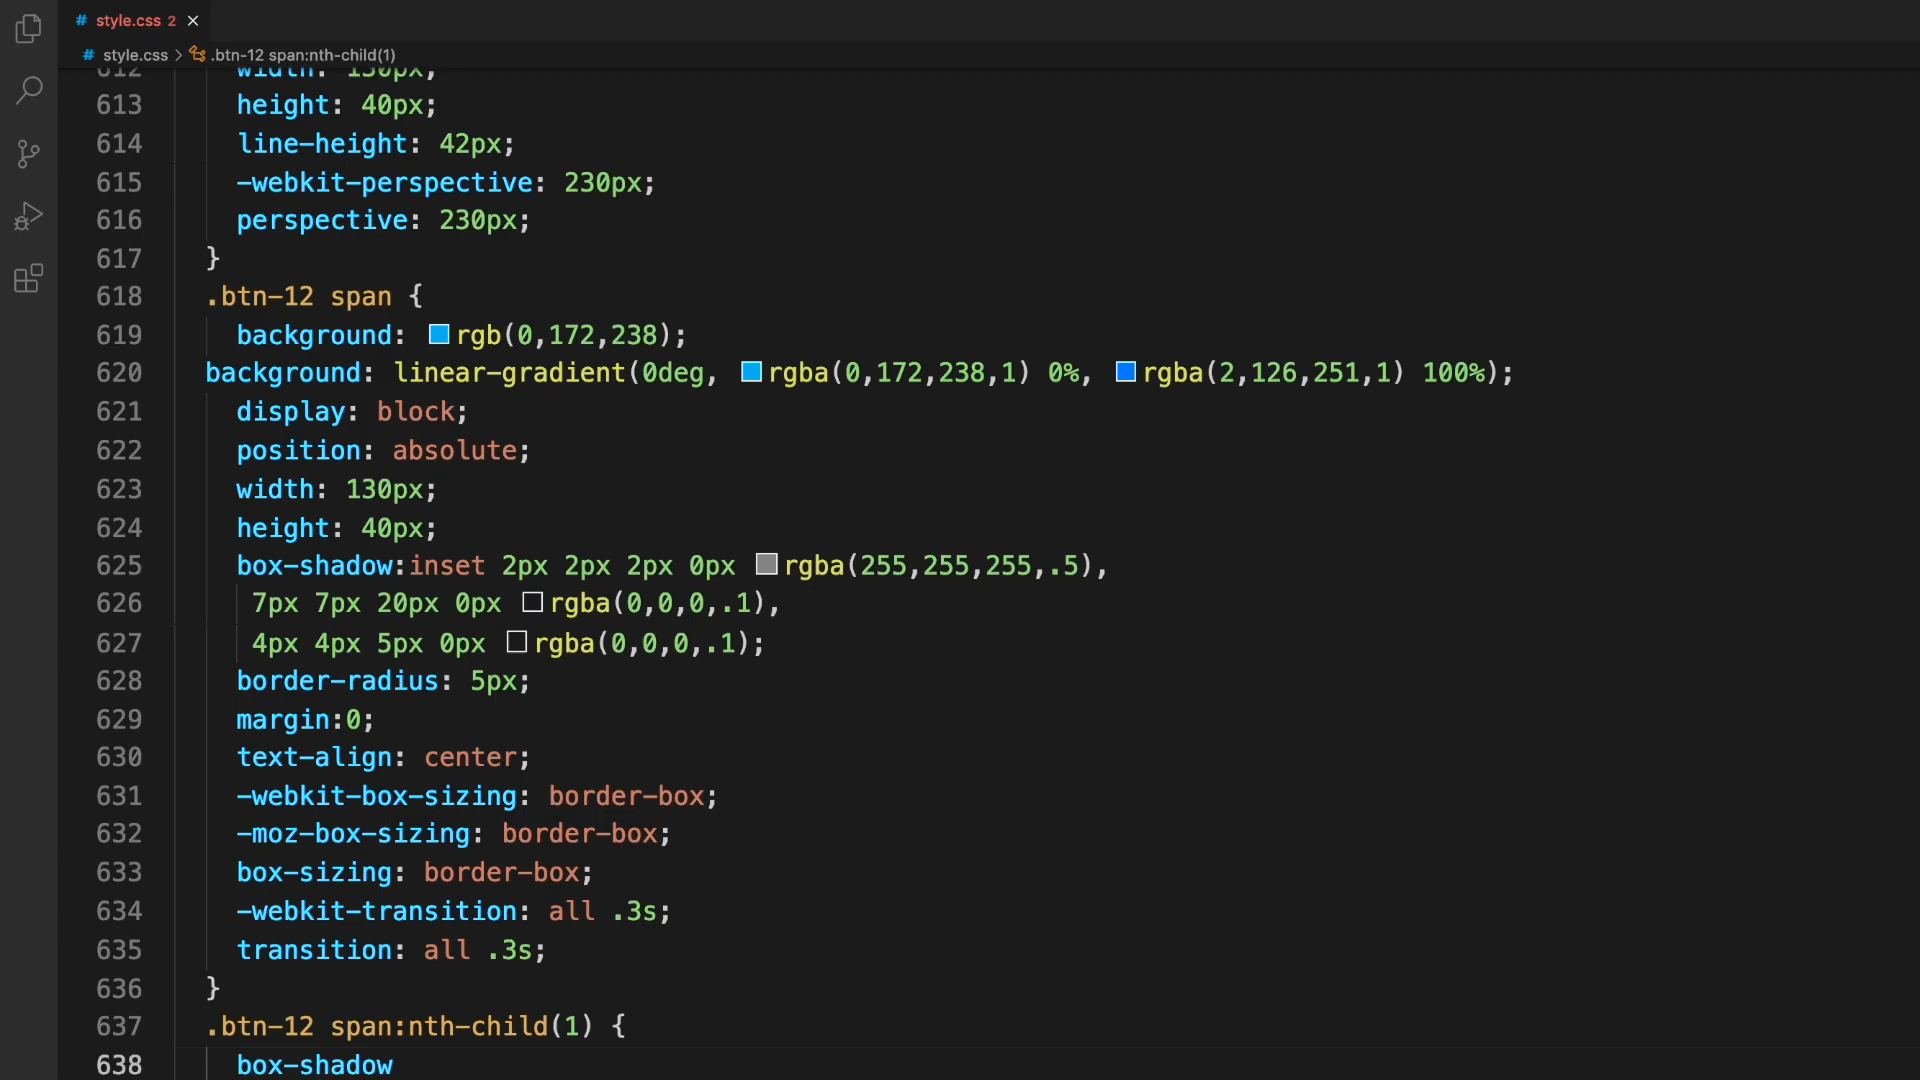 # style.css 2 ×
# style.css > .btn-12 span:nth-child(1)
612 width: 130px;
613 height: 40px;
614 line-height: 42px;
615 -webkit-perspective: 230px;
616 perspective: 230px;
617 }
618 .btn-12 span {
619 background: rgb(0,172,238);
620 background: linear-gradient(0deg, rgba(0,172,238,1) 0%, rgba(2,126,251,1) 100%);
621 display: block;
622 position: absolute;
623 width: 130px;
624 height: 40px;
625 box-shadow:inset 2px 2px 2px 0px rgba(255,255,255,.5),
626 7px 7px 20px 0px rgba(0,0,0,.1),
627 4px 4px 5px 0px rgba(0,0,0,.1);
628 border-radius: 5px;
629 margin:0;
630 text-align: center;
631 -webkit-box-sizing: border-box;
632 -moz-box-sizing: border-box;
633 box-sizing: border-box;
634 -webkit-transition: all .3s;
635 transition: all .3s;
636 }
637 .btn-12 span:nth-child(1) {
638 box-shadow